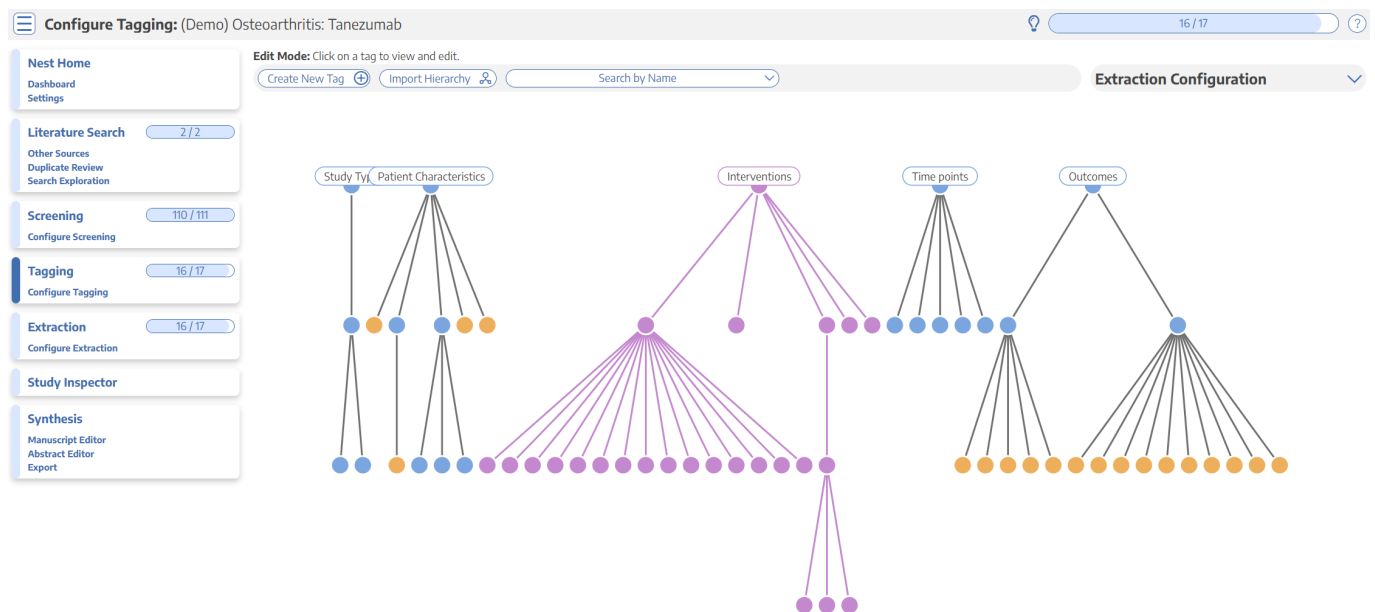 Configure Tagging: (Demo) Osteoarthritis: Tanezumab
16 / 17
?
Nest Home
Dashboard
Settings
Literature Search 2 / 2
Other Sources
Duplicate Review
Search Exploration
Screening 110 / 111
Configure Screening
Tagging 16 / 17
Configure Tagging
Extraction 16 / 17
Configure Extraction
Study Inspector
Synthesis
Manuscript Editor
Abstract Editor
Export
Edit Mode: Click on a tag to view and edit.
Create New Tag
Import Hierarchy
Search by Name
Extraction Configuration
Study Typ
Patient Characteristics
Interventions
Time points
Outcomes